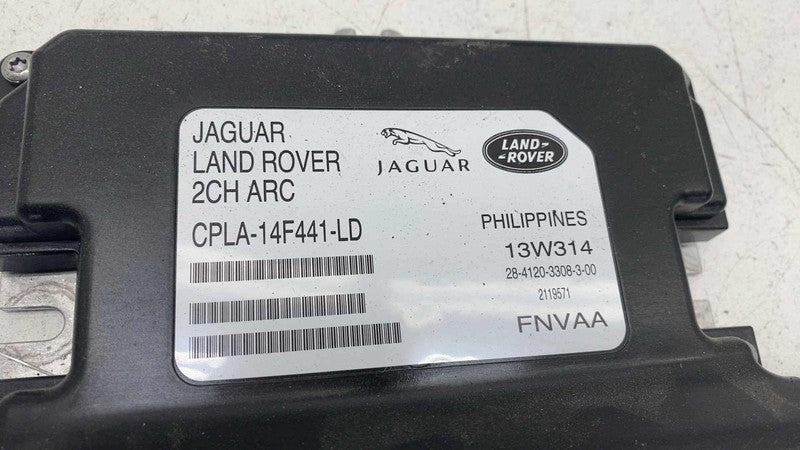 JAGUAR
LAND ROVER
2CH ARC
CPLA-14F441-LD
JAGUAR
LAND-
-ROVER
PHILIPPINES
13W314
28-4120-3308-3-00
2119571
FNVAA